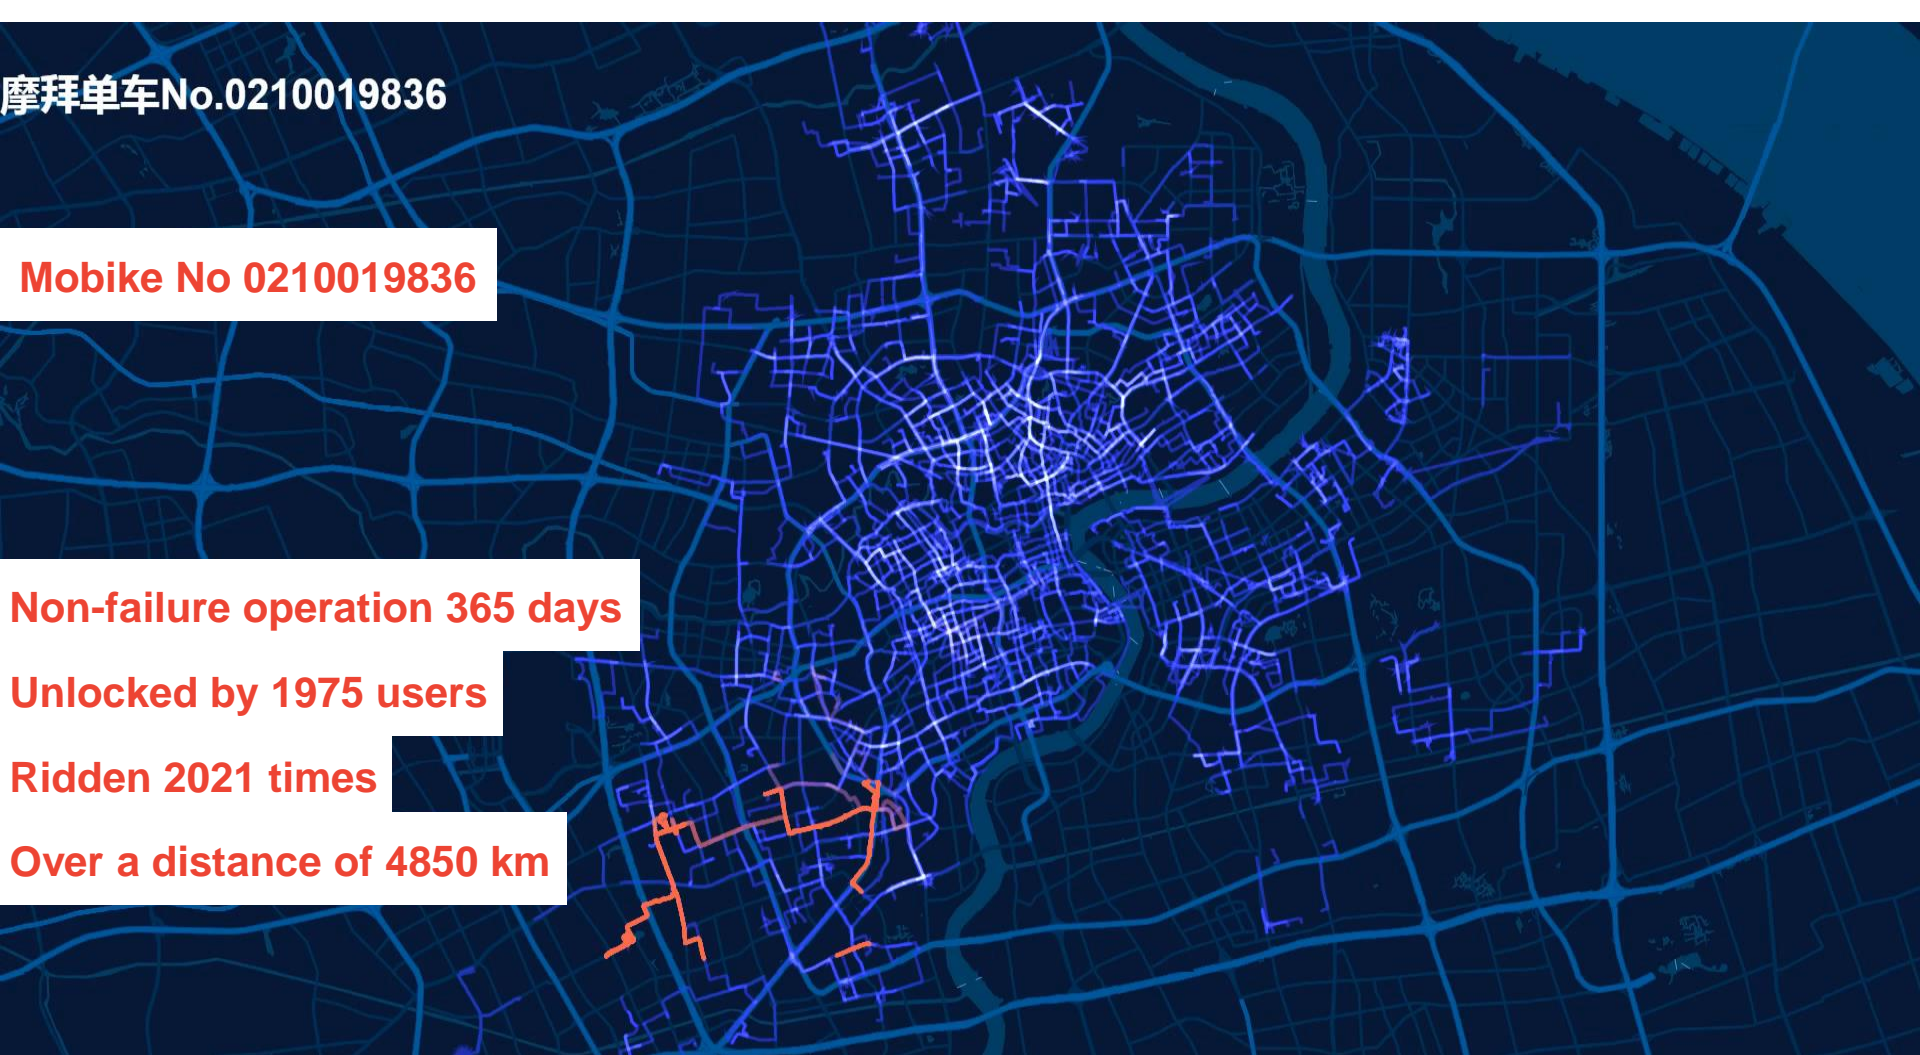 摩拜单车No.0210019836
Mobike No 0210019836
Non-failure operation 365 days
Unlocked by 1975 users
Ridden 2021 times
Over a distance of 4850 km